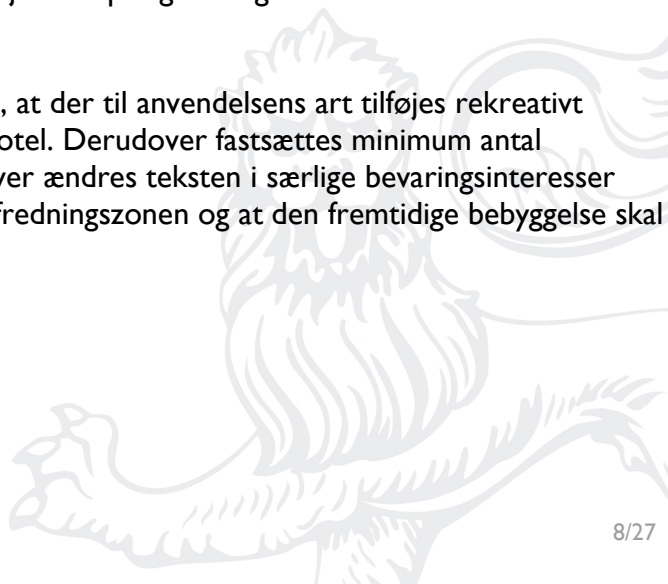 , at der til anvendelsens art tilføjes rekreativt
otel. Derudover fastsættes minimum antal
ver ændres teksten i særlige bevaringsinteresser
fredningszonen og at den fremtidige bebyggelse skal
8/27